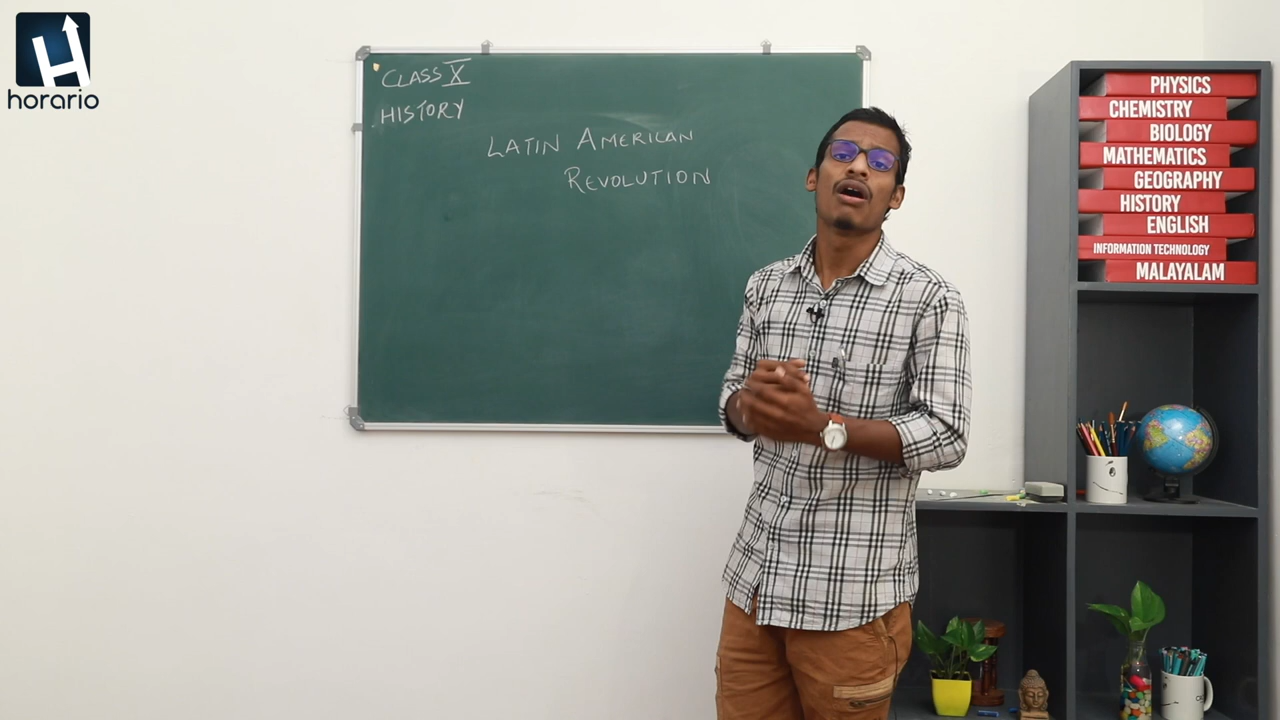 horario
CLASS X
HISTORY
LATIN AMERICAN
REVOLUTION
PHYSICS
CHEMISTRY
BIOLOGY
MATHEMATICS
GEOGRAPHY
HISTORY
ENGLISH
INFORMATION TECHNOLOGY
MALAYALAM